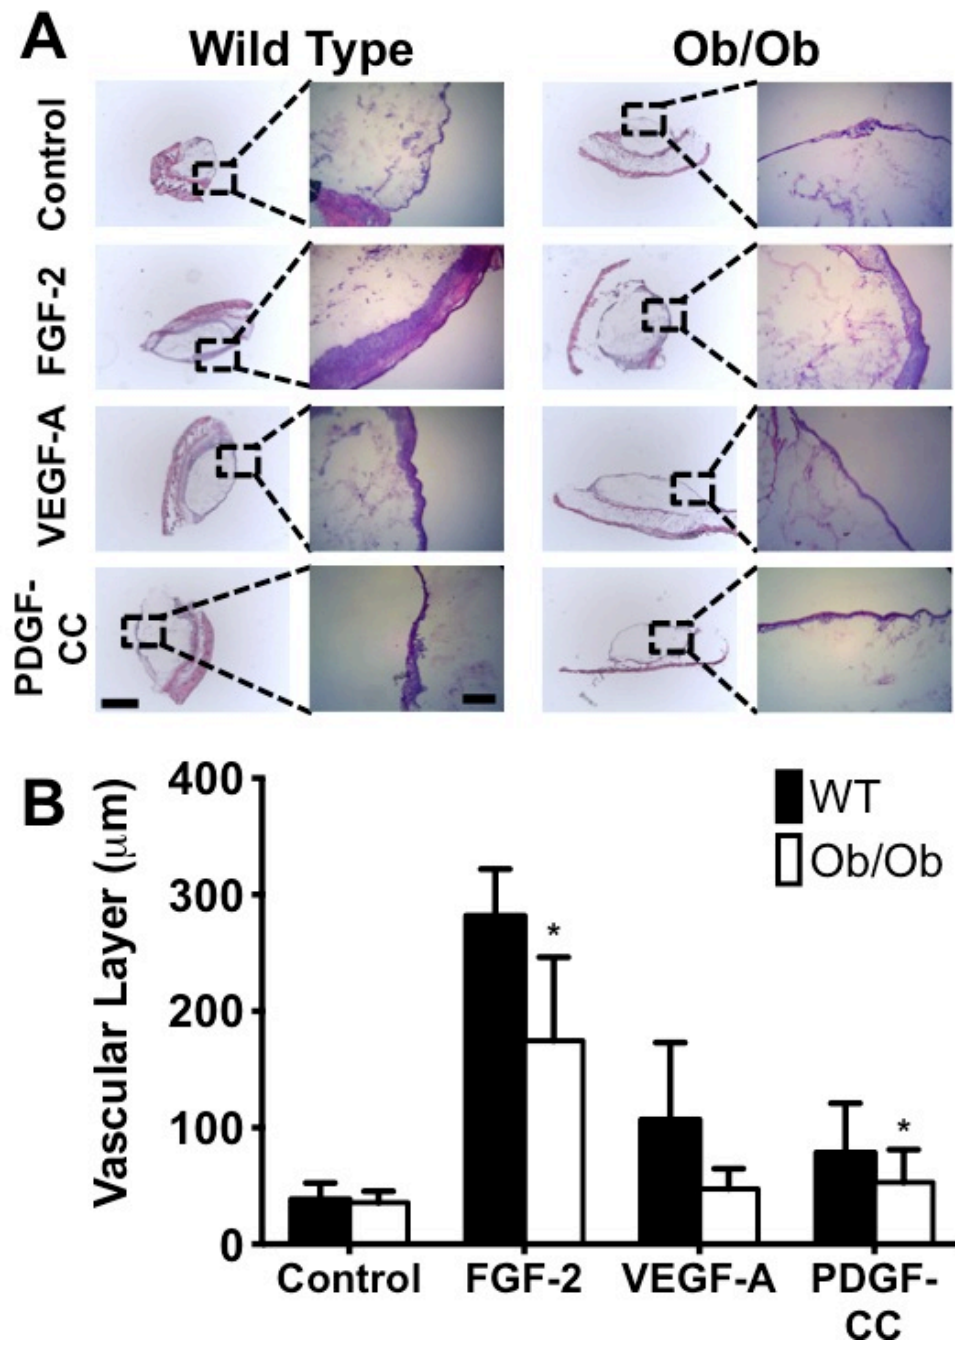 A
Wild Type
Ob/Ob
Control
FGF-2
VEGF-A
PDGF-
CC
B
Vascular Layer (μm)
400
300
200
100
0
WT
Ob/Ob
*
*
Control
FGF-2
VEGF-A
PDGF-
CC